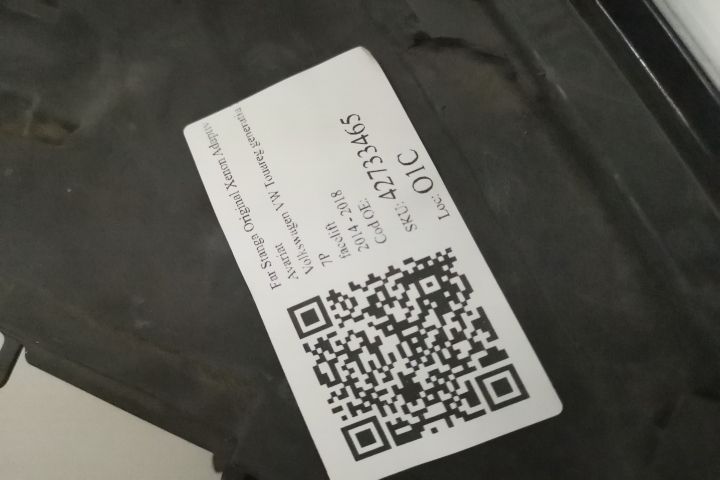 Far Stanga Original Xenon Adaptiv
Avariat
Volkswagen VW Touareg generatia
7P
facelift
2014 - 2018
Cod OE:
SKU: 42733465
Loc: O1C